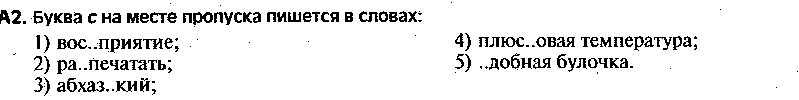 А2. Буква с на месте пропуска пишется в словах:
1) вос..приятие;
2) ра..печатать;
3) абхаз..кий;
4) плюс..овая температура;
5) ..добная булочка.